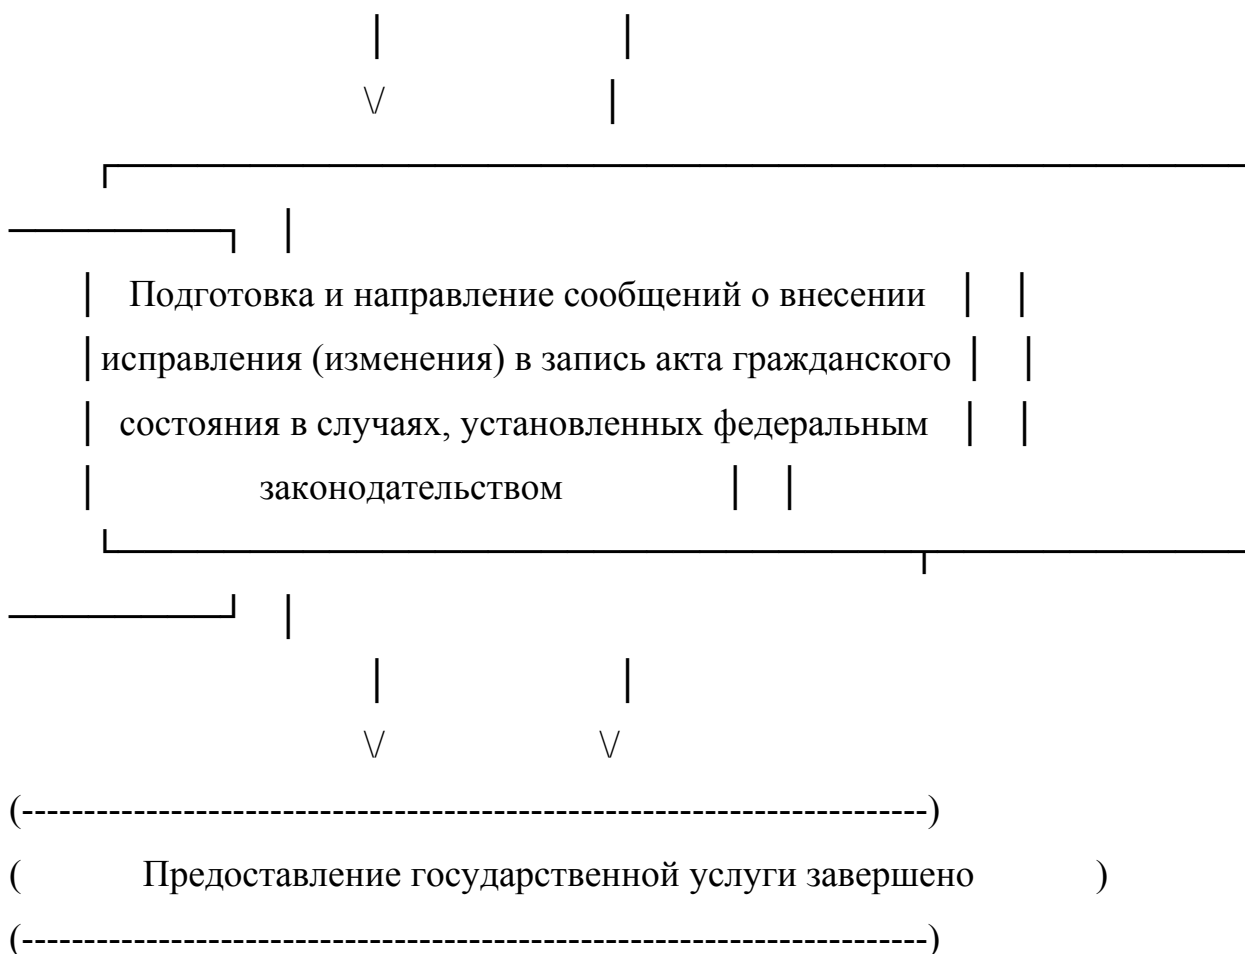 Подготовка и направление сообщений о внесении
исправления (изменения) в запись акта гражданского
состояния в случаях, установленных федеральным
законодательством
(-------------------------------------------------------------------------)
( Предоставление государственной услуги завершено )
(-------------------------------------------------------------------------)